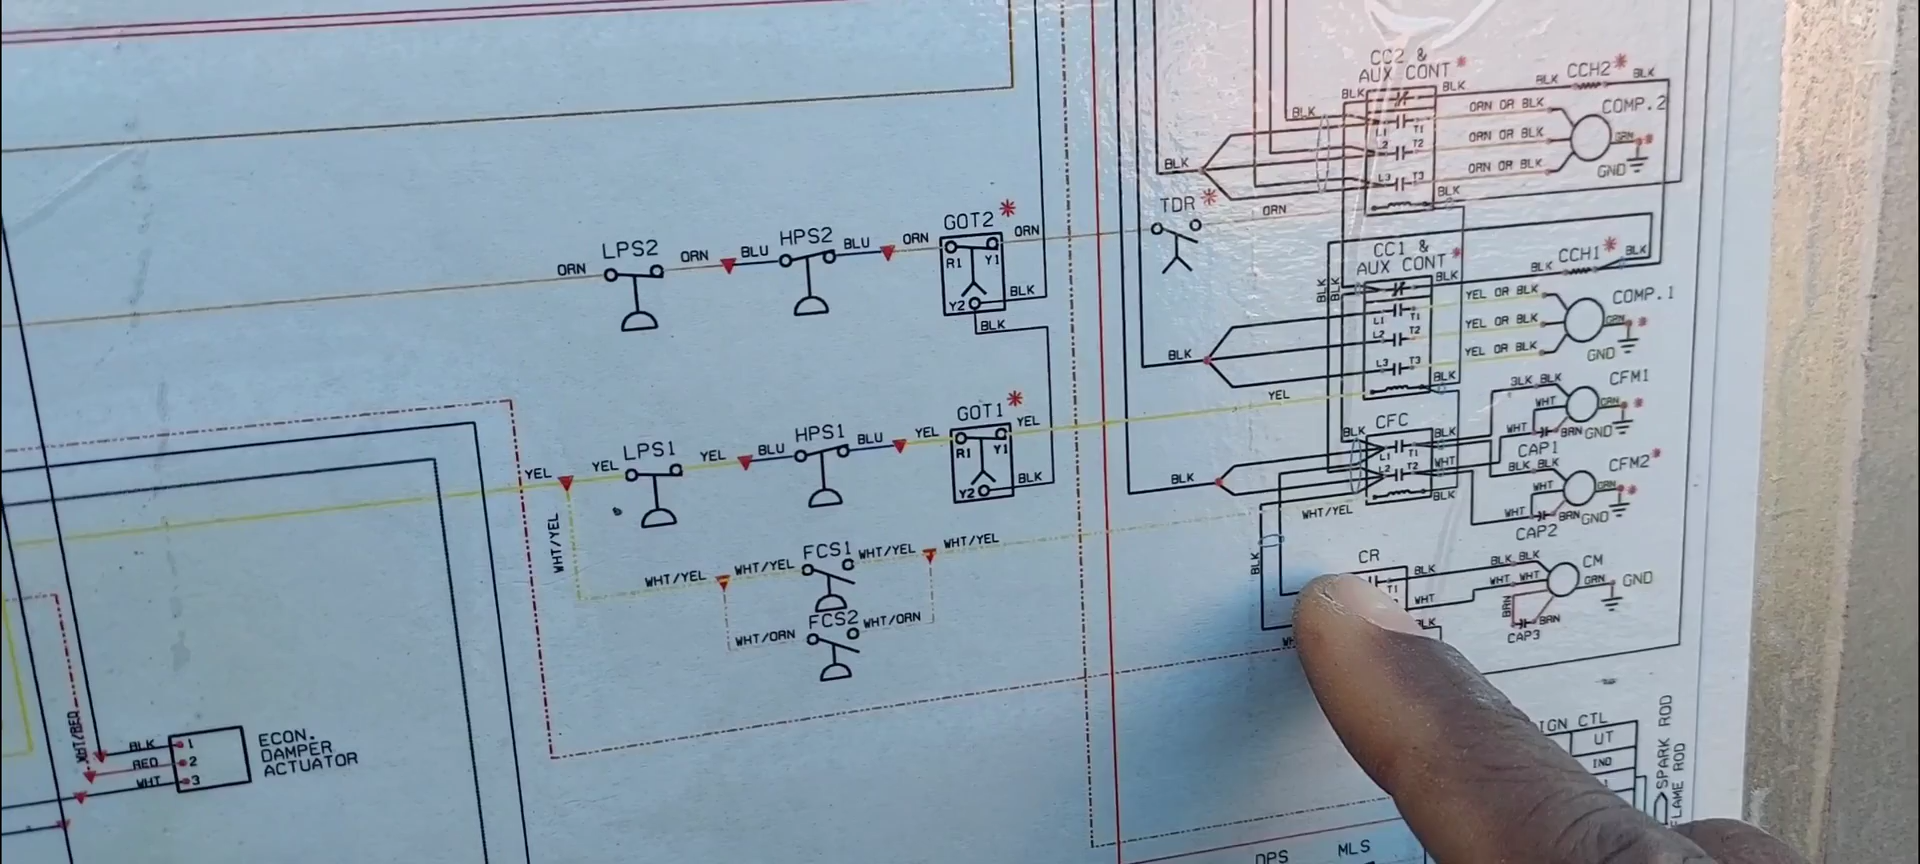 CC2 &
AUX CONT *
CCH2 *
BLK
BLK
BLK
BLK
BLK
COMP.2
ORN OR BLK
ORN OR BLK
ORN OR BLK
GRN
GND
L1 T1
T2
L3 T3
BLK
BLK
TDR *
ORN
LPS2
ORN
ORN
BLU
HPS2
BLU
ORN
GOT2 *
ORN
R1 Y1
Y2
BLK
BLK
CC1 &
AUX CONT *
CCH1 *
BLK
BLK
BLK
BLK
BLK
COMP.1
YEL OR BLK
YEL OR BLK
YEL OR BLK
GRN
GND
L1 T1
L2 T2
L3 T3
BLK
BLK
YEL
LPS1
YEL
YEL
YEL
BLU
HPS1
BLU
YEL
GOT1 *
YEL
R1 Y1
Y2
BLK
CFC
BLK
BLK
BLK
WHT
BLK
L1 T1
L2 T2
BLK
CFM1
WHT
GRN
WHT
BRN
GND
CAP1
BLK BLK
CFM2 *
WHT
GRN
WHT
BRN
GND
CAP2
WHT/YEL
WHT/YEL
WHT/YEL
WHT/YEL
FCS1
WHT/YEL
WHT/YEL
FCS2
WHT/ORN
WHT/ORN
BLK
CR
T1
BLK
WHT
BLK BLK
CM
WHT WHT
GRN
GND
BRN
BRN
CAP3
WHT/RED
BLK 1
RED 2
WHT 3
ECON.
DAMPER
ACTUATOR
IGN CTL
UT
IND
SPARK ROD
FLAME ROD
DPS
MLS